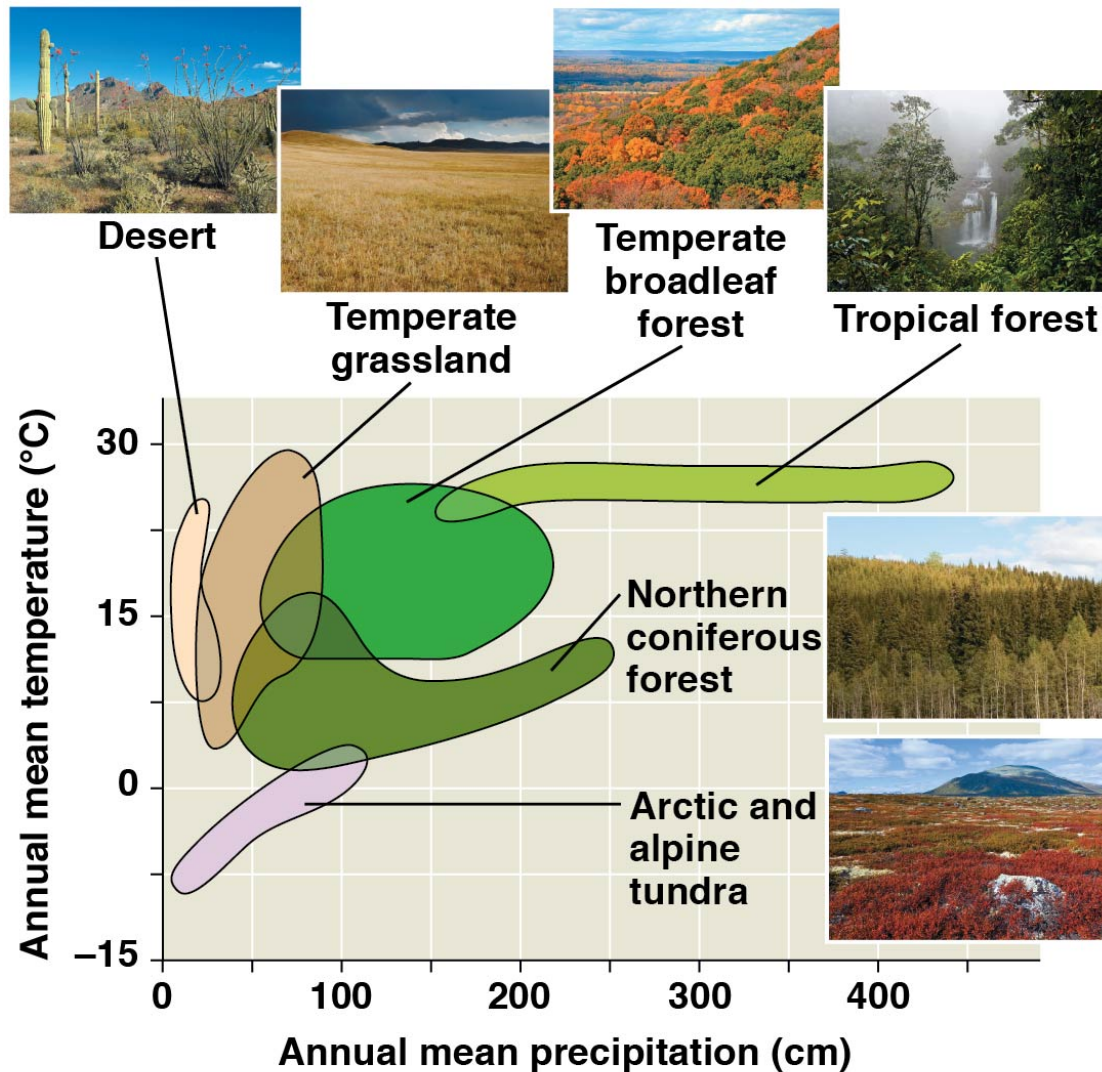 Desert
Temperate
grassland
Temperate
broadleaf
forest
Tropical forest
Annual mean temperature (°C)
30
15
0
–15
Northern
coniferous
forest
Arctic and
alpine
tundra
0
100
200
300
400
Annual mean precipitation (cm)